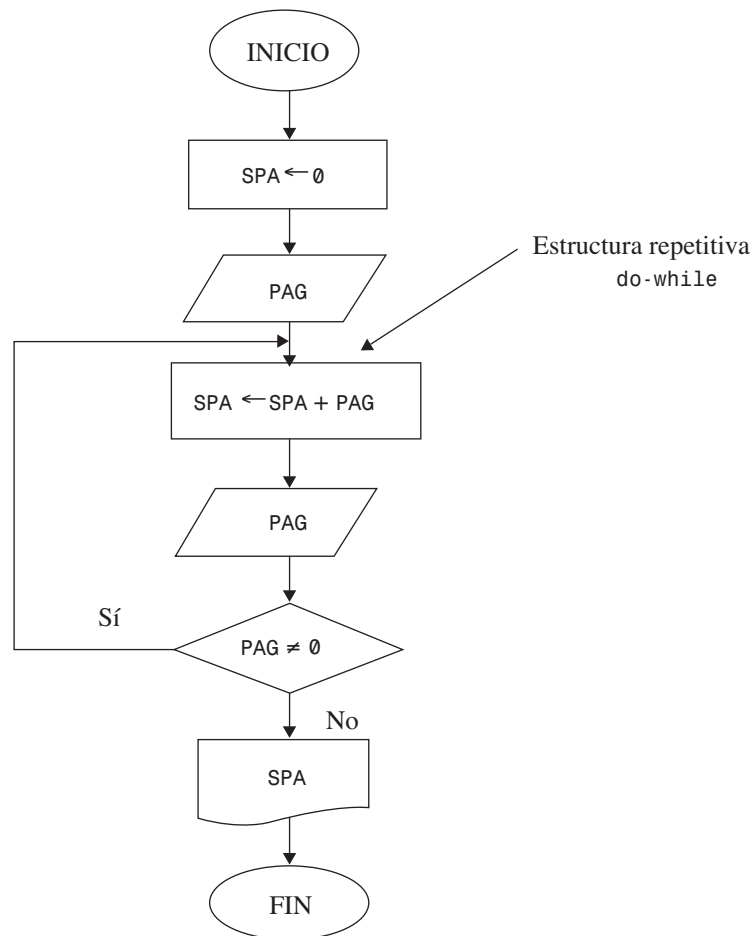 INICIO
SPA ← 0
PAG
Estructura repetitiva
do-while
SPA ← SPA + PAG
PAG
Sí
PAG ≠ 0
No
SPA
FIN